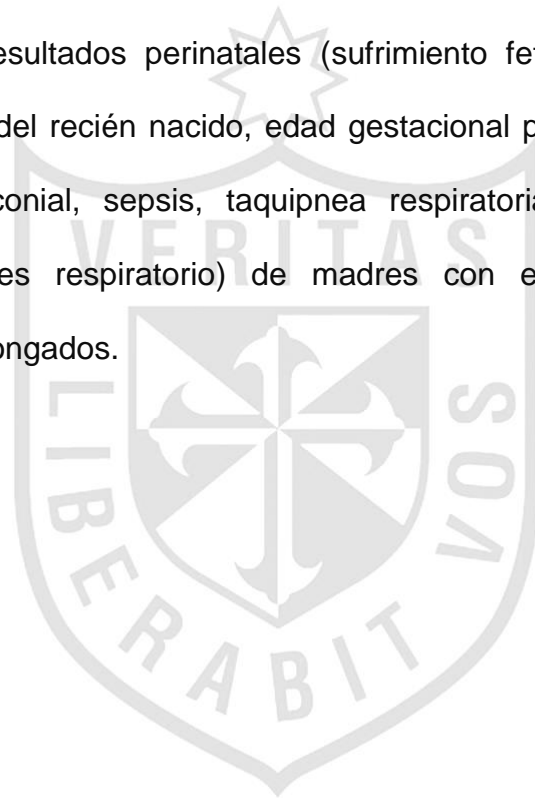 esultados perinatales (sufrimiento fet
del recién nacido, edad gestacional p
conial, sepsis, taquipnea respiratoria
es respiratorio) de madres con e
ongados.
VERITAS
LIBERABIT
VOS